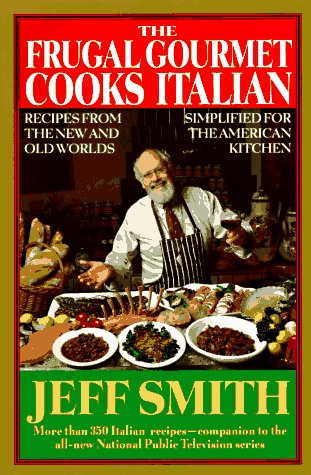 THE
FRUGAL GOURMET
COOKS ITALIAN
RECIPES FROM
THE NEW AND
OLD WORLDS
SIMPLIFIED FOR
THE AMERICAN
KITCHEN
JEFF SMITH
More than 350 Italian recipes—companion to the
all-new National Public Television series